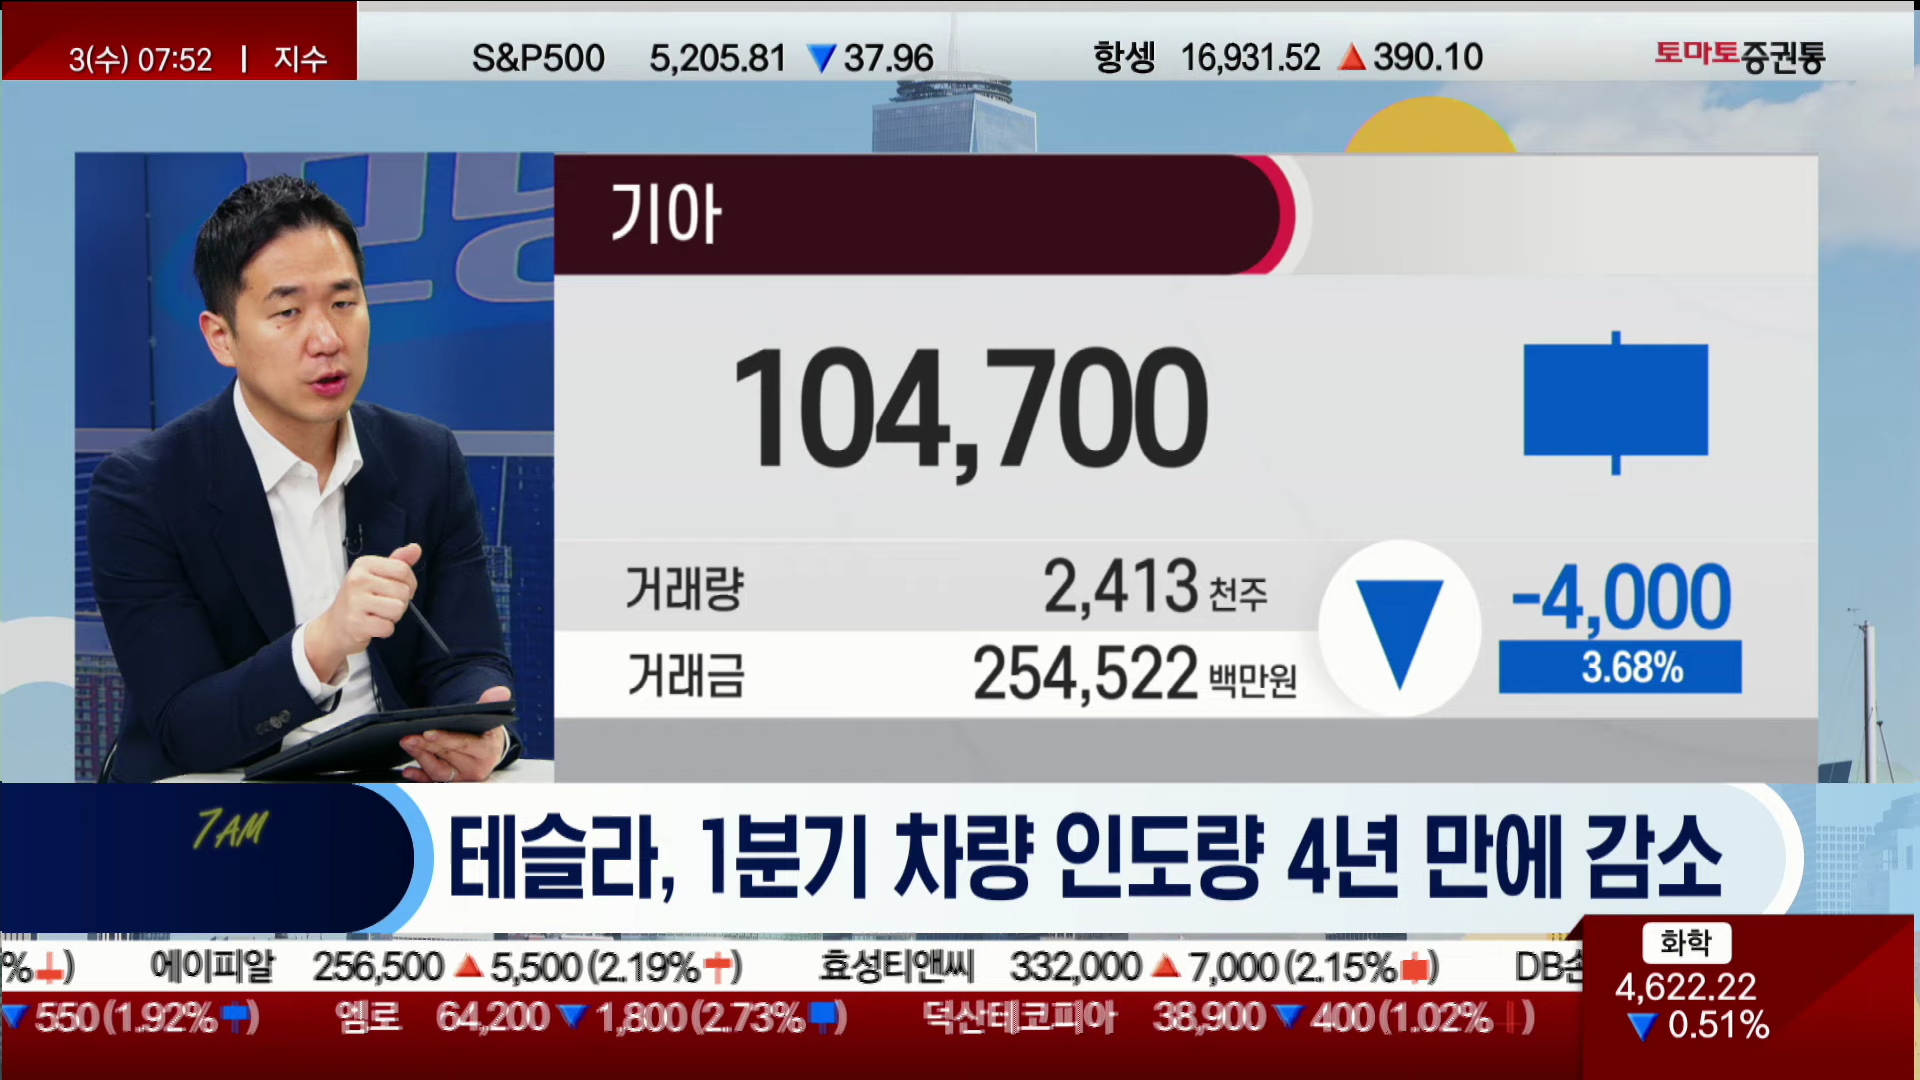 3(수) 07:52 | 지수 S&P500 5,205.81 ▼ 37.96 항셍 16,931.52 ▲ 390.10 토마토증권통
기아
104,700
거래량 2,413 천주
거래금 254,522 백만원
▼ -4,000
3.68%
7AM
테슬라, 1분기 차량 인도량 4년 만에 감소
%) 에이피알 256,500 ▲ 5,500 (2.19%) 효성티앤씨 332,000 ▲ 7,000 (2.15%) DB손
▼ 550 (1.92%) 엠로 64,200 ▼ 1,800 (2.73%) 덕산테코피아 38,900 ▼ 400 (1.02%)
화학
4,622.22
▼ 0.51%